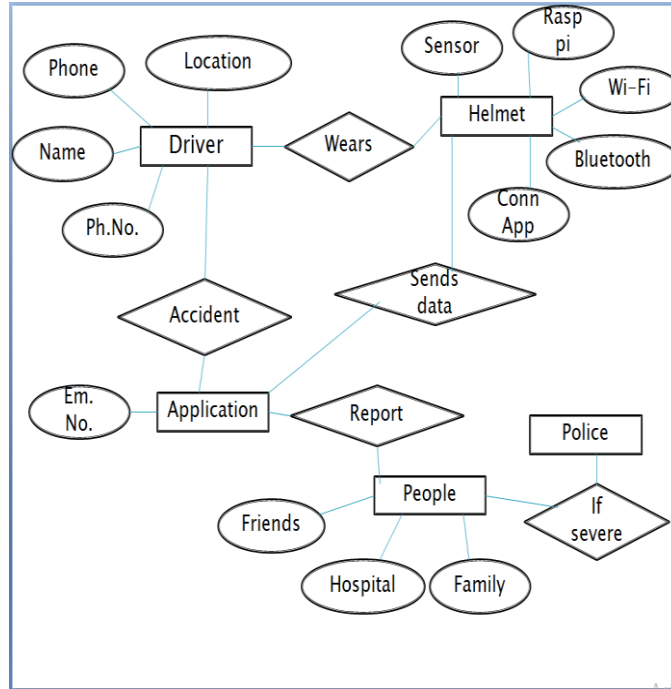 Rasp
pi
Sensor
Location
Phone
Wi-Fi
Helmet
Driver
Wears
Name
Bluetooth
Conn
App
Ph.No.
Sends
data
Accident
Em.
No.
Application
Report
Police
People
If
severe
Friends
Hospital
Family